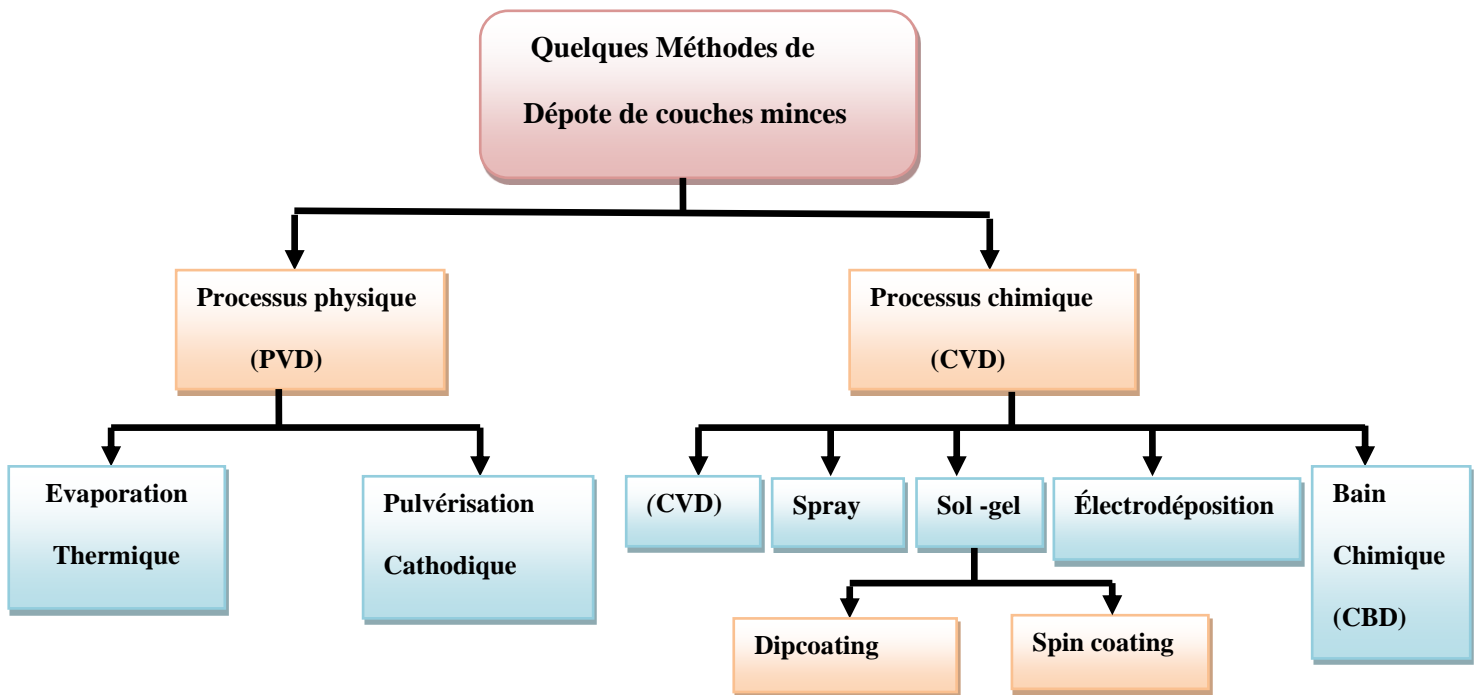 Quelques Méthodes de
Dépote de couches minces
Processus physique
(PVD)
Processus chimique
(CVD)
Evaporation
Thermique
Pulvérisation
Cathodique
(CVD)
Spray
Sol -gel
Électrodéposition
Bain
Chimique
(CBD)
Dipcoating
Spin coating